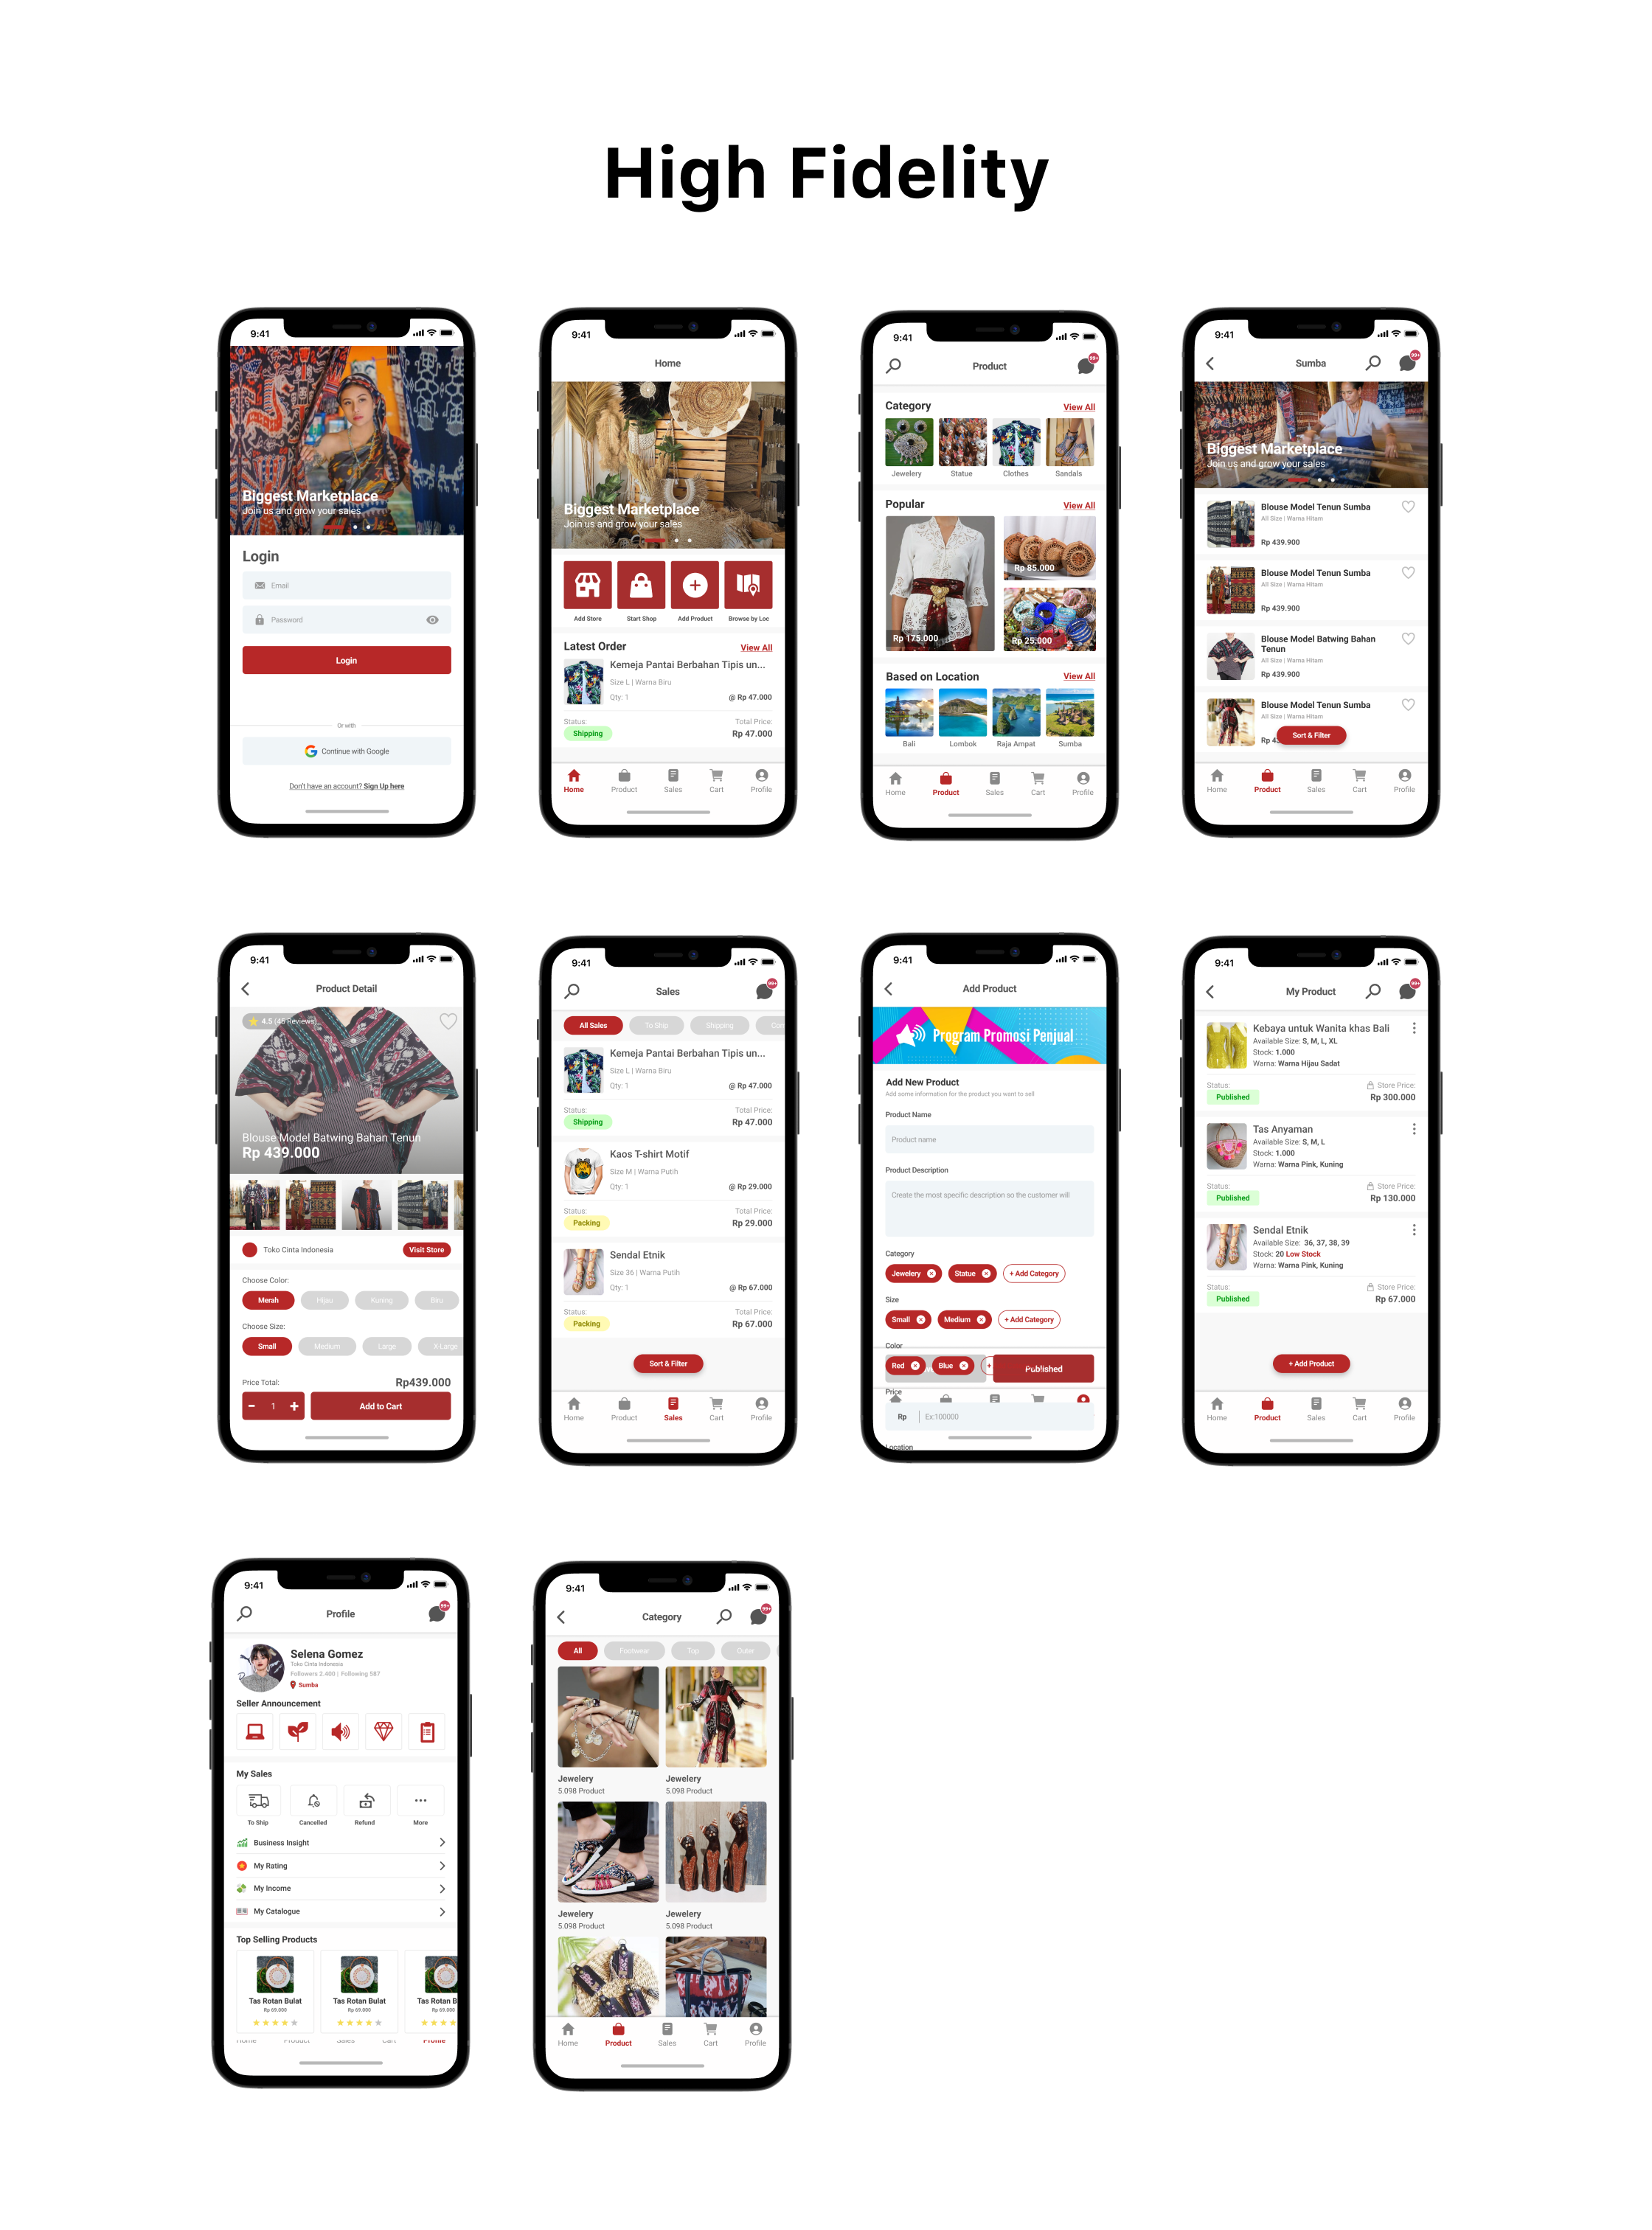 High Fidelity
9:41
Biggest Marketplace
Join us and grow your sales
Login
Email
Password
Login
Or with
Continue with Google
Don't have an account? Sign Up here
9:41
Home
Biggest Marketplace
Join us and grow your sales
Add Store
Start Shop
Add Product
Browse by Loc
Latest Order
View All
Kemeja Pantai Berbahan Tipis un...
Size L | Warna Biru
Qty: 1
@ Rp 47.000
Status:
Total Price:
Shipping
Rp 47.000
Home
Product
Sales
Cart
Profile
9:41
Product
99+
Category
View All
Jewelery
Statue
Clothes
Sandals
Popular
View All
Rp 175.000
Rp 85.000
Rp 25.000
Based on Location
View All
Bali
Lombok
Raja Ampat
Sumba
Home
Product
Sales
Cart
Profile
9:41
Sumba
99+
Biggest Marketplace
Join us and grow your sales
Blouse Model Tenun Sumba
All Size | Warna Hitam
Rp 439.900
Blouse Model Tenun Sumba
All Size | Warna Hitam
Rp 439.900
Blouse Model Batwing Bahan
Tenun
All Size | Warna Hitam
Rp 439.900
Blouse Model Tenun Sumba
All Size | Warna Hitam
Rp 43
Sort & Filter
Home
Product
Sales
Cart
Profile
9:41
Product Detail
4.5 (45 Reviews)
Blouse Model Batwing Bahan Tenun
Rp 439.000
Toko Cinta Indonesia
Visit Store
Choose Color:
Merah
Hijau
Kuning
Biru
Choose Size:
Small
Medium
Large
X-Large
Price Total:
Rp439.000
- 1 +
Add to Cart
9:41
Sales
99+
All Sales
To Ship
Shipping
Com
Kemeja Pantai Berbahan Tipis un...
Size L | Warna Biru
Qty: 1
@ Rp 47.000
Status:
Total Price:
Shipping
Rp 47.000
Kaos T-shirt Motif
Size M | Warna Putih
Qty: 1
@ Rp 29.000
Status:
Total Price:
Packing
Rp 29.000
Sendal Etnik
Size 36 | Warna Putih
Qty: 1
@ Rp 67.000
Status:
Total Price:
Packing
Rp 67.000
Sort & Filter
Home
Product
Sales
Cart
Profile
9:41
Add Product
Program Promosi Penjual
Add New Product
Add some information for the product you want to sell
Product Name
Product name
Product Description
Create the most specific description so the customer will
Category
Jewelery
Statue
+ Add Category
Size
Small
Medium
+ Add Category
Color
Red
Blue
+
Published
Price
Rp
Ex:100000
Location
9:41
My Product
99+
Kebaya untuk Wanita khas Bali
Available Size: S, M, L, XL
Stock: 1.000
Warna: Warna Hijau Sadat
Status:
Store Price:
Published
Rp 300.000
Tas Anyaman
Available Size: S, M, L
Stock: 1.000
Warna: Warna Pink, Kuning
Status:
Store Price:
Published
Rp 130.000
Sendal Etnik
Available Size: 36, 37, 38, 39
Stock: 20 Low Stock
Warna: Warna Pink, Kuning
Status:
Store Price:
Published
Rp 67.000
+ Add Product
Home
Product
Sales
Cart
Profile
9:41
Profile
99+
Selena Gomez
Toko Cinta Indonesia
Followers 2.400 | Following 587
Sumba
Seller Announcement
My Sales
To Ship
Cancelled
Refund
More
Business Insight
My Rating
My Income
My Catalogue
Top Selling Products
Tas Rotan Bulat
Rp 69.000
Tas Rotan Bulat
Rp 69.000
Tas Rotan B
Rp 69.000
Home
Product
Sales
Cart
Profile
9:41
Category
99+
All
Footwear
Top
Outer
Jewelery
5.098 Product
Jewelery
5.098 Product
Jewelery
5.098 Product
Jewelery
5.098 Product
Home
Product
Sales
Cart
Profile